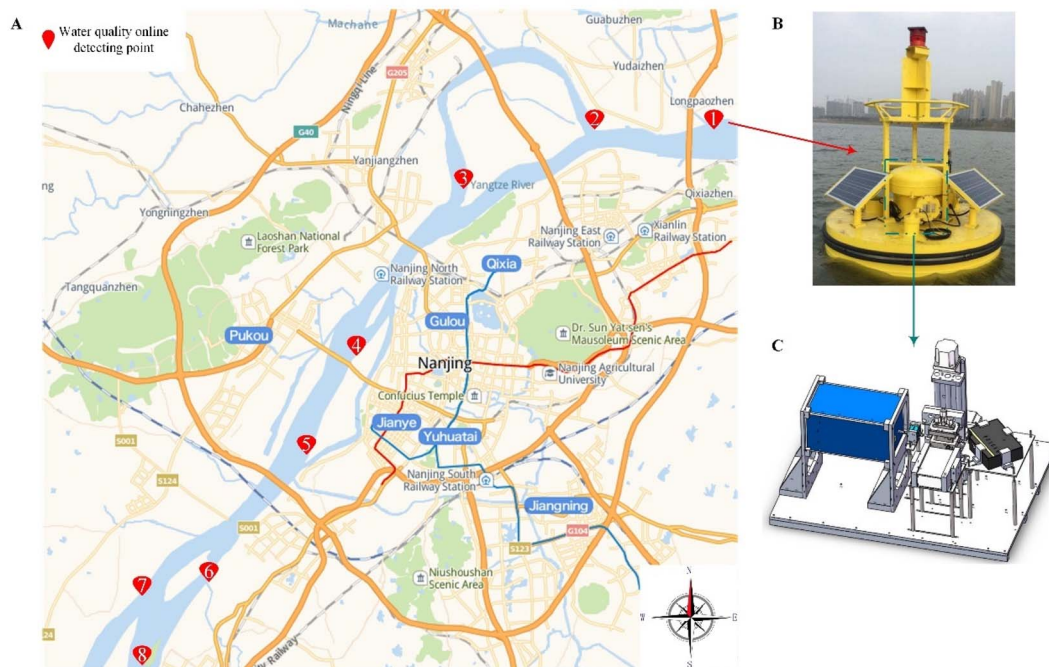 A
Water quality online
detecting point
B
C
Machane
Guabuzhen
Yudaizhen
Longpaozhen
G205
Ningqi Line
Chahezhen
G40
Yanjiangzhen
1
2
3
Yangtze River
Qixiazhen
Yongningzhen
Laoshan National
Forest Park
Nanjing East
Railway Station
Xianlin
Railway Station
Nanjing North
Railway Station
Qixia
Tangquanzhen
Gulou
Pukou
Dr. Sun Yat-sen's
Mausoleum Scenic Area
4
Nanjing
Nanjing Agricultural
University
Confucius Temple
Jianye
Yuhuatai
S001
5
S124
Nanjing South
Railway Station
Jiangning
S001
G104
S123
6
7
Niushoushan
Scenic Area
8
N
W
E
S